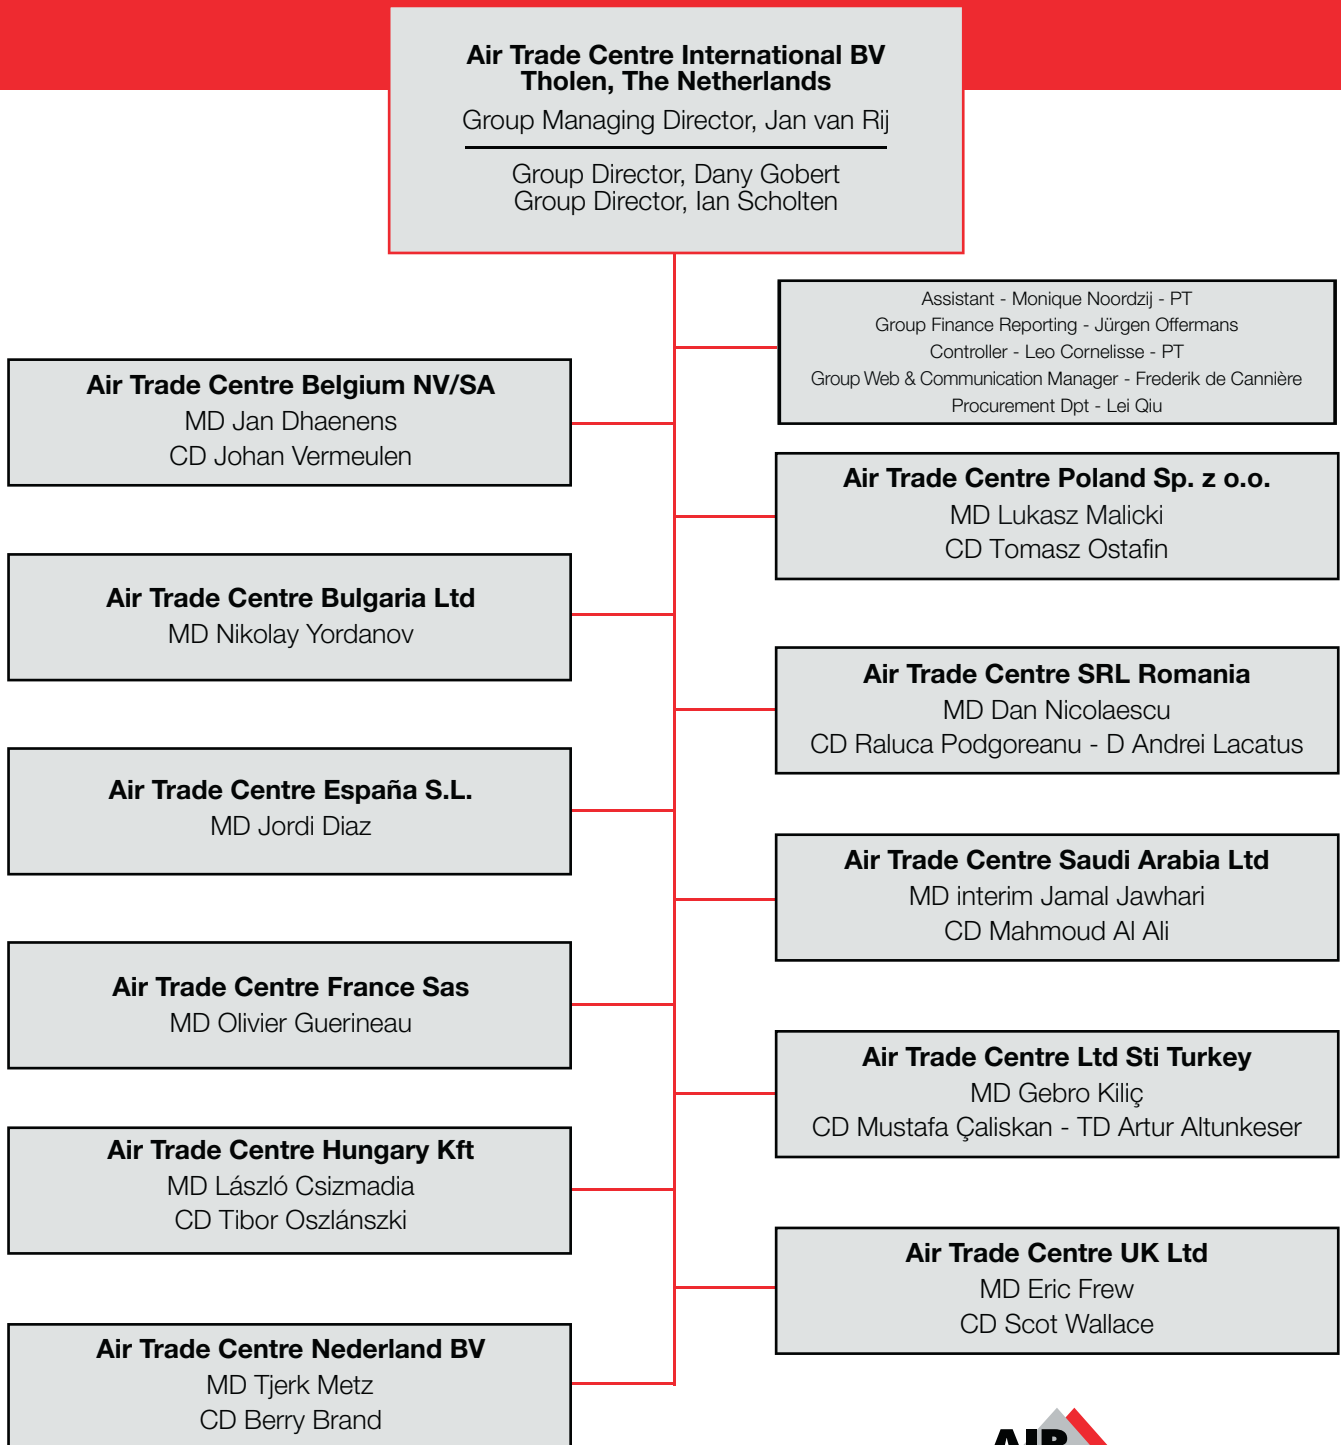 Air Trade Centre International BV
Tholen, The Netherlands
Group Managing Director, Jan van Rij
Group Director, Dany Gobert
Group Director, Ian Scholten
Assistant - Monique Noordzij - PT
Group Finance Reporting - Jürgen Offermans
Controller - Leo Cornelisse - PT
Group Web & Communication Manager - Frederik de Cannière
Procurement Dpt - Lei Qiu
Air Trade Centre Belgium NV/SA
MD Jan Dhaenens
CD Johan Vermeulen
Air Trade Centre Poland Sp. z o.o.
MD Lukasz Malicki
CD Tomasz Ostafin
Air Trade Centre Bulgaria Ltd
MD Nikolay Yordanov
Air Trade Centre SRL Romania
MD Dan Nicolaescu
CD Raluca Podgoreanu - D Andrei Lacatus
Air Trade Centre España S.L.
MD Jordi Diaz
Air Trade Centre Saudi Arabia Ltd
MD interim Jamal Jawhari
CD Mahmoud Al Ali
Air Trade Centre France Sas
MD Olivier Guerineau
Air Trade Centre Ltd Sti Turkey
MD Gebro Kiliç
CD Mustafa Çaliskan - TD Artur Altunkeser
Air Trade Centre Hungary Kft
MD László Csizmadia
CD Tibor Oszlánszki
Air Trade Centre UK Ltd
MD Eric Frew
CD Scot Wallace
Air Trade Centre Nederland BV
MD Tjerk Metz
CD Berry Brand
AIR